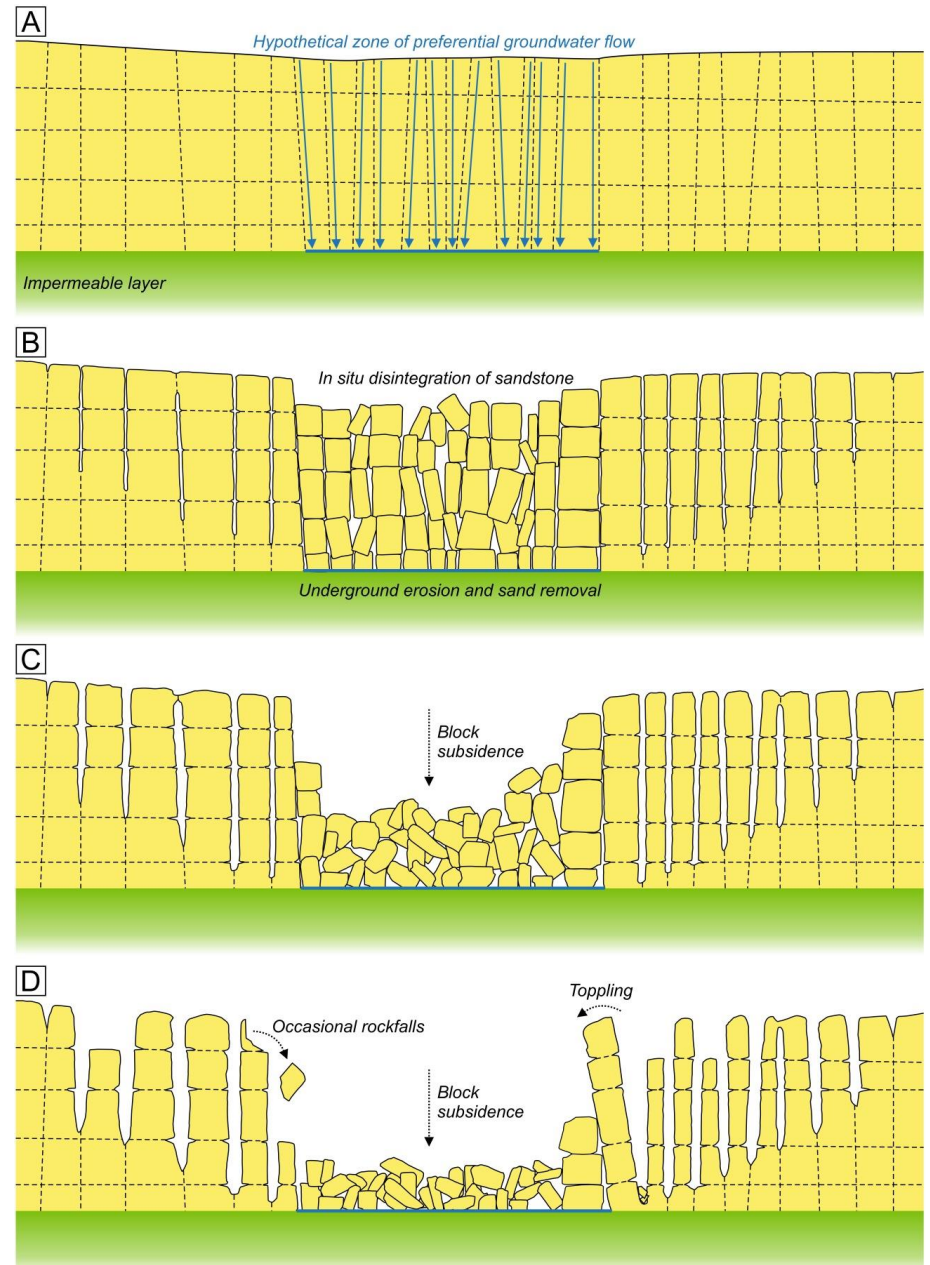 A
Hypothetical zone of preferential groundwater flow
Impermeable layer
B
In situ disintegration of sandstone
Underground erosion and sand removal
C
Block
subsidence
D
Toppling
Occasional rockfalls
Block
subsidence